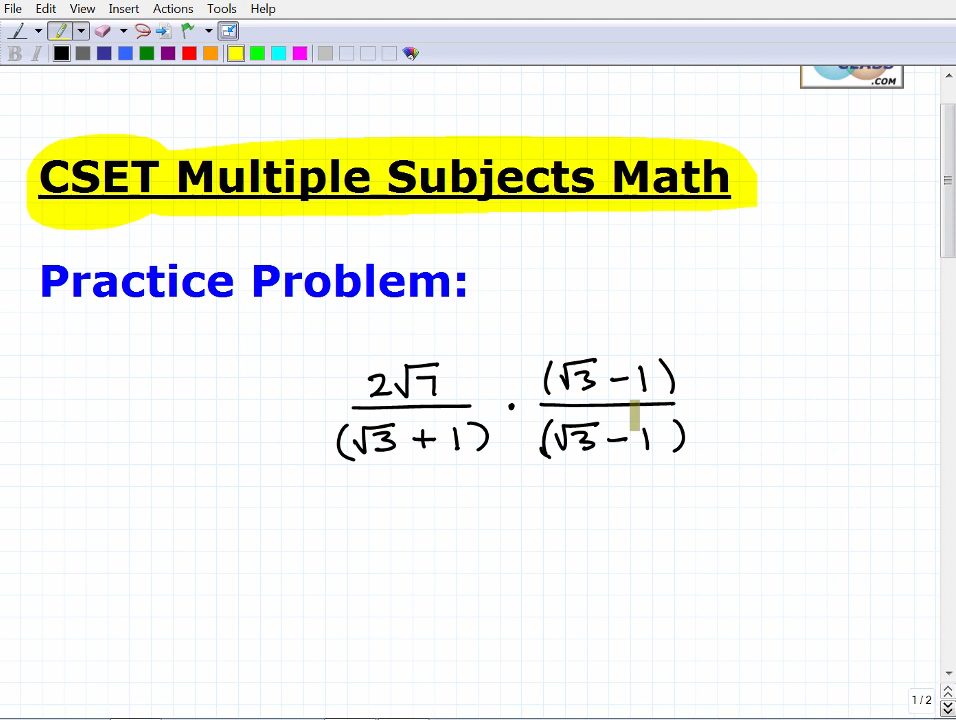 File Edit View Insert Actions Tools Help
B I
.COM
CSET Multiple Subjects Math
Practice Problem:
2√7 (√3 - 1)
·
(√3 + 1) (√3 - 1)
1 / 2